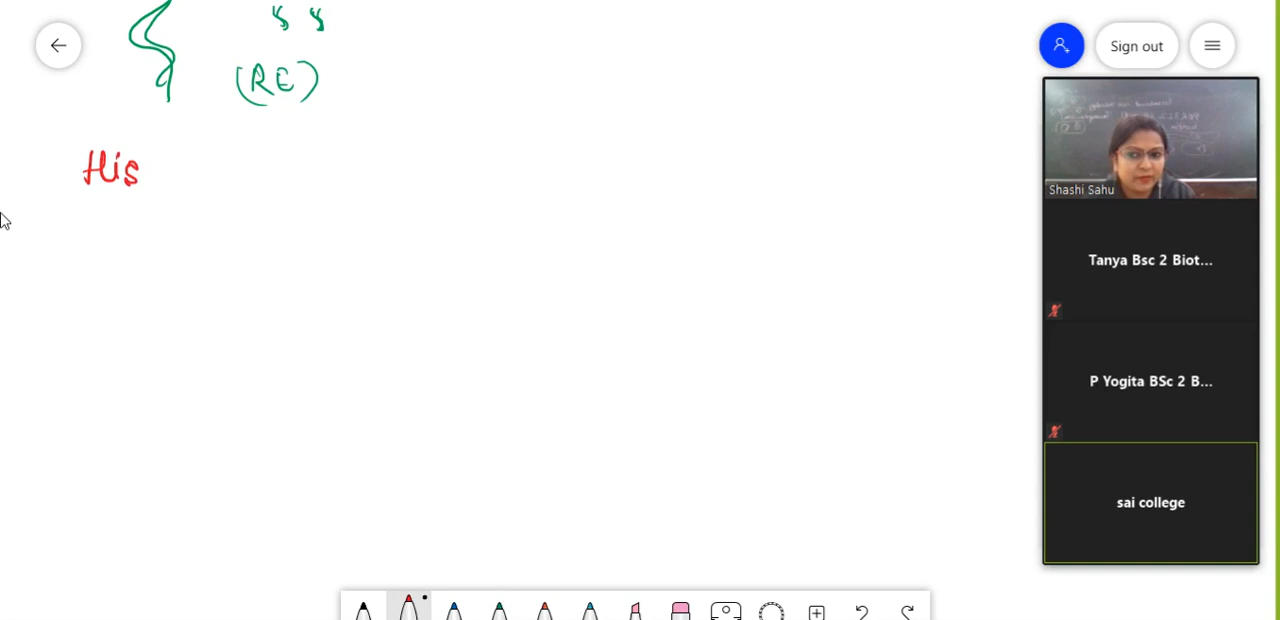 (RE)
His
Sign out
Shashi Sahu
Tanya Bsc 2 Biot...
P Yogita BSc 2 B...
sai college